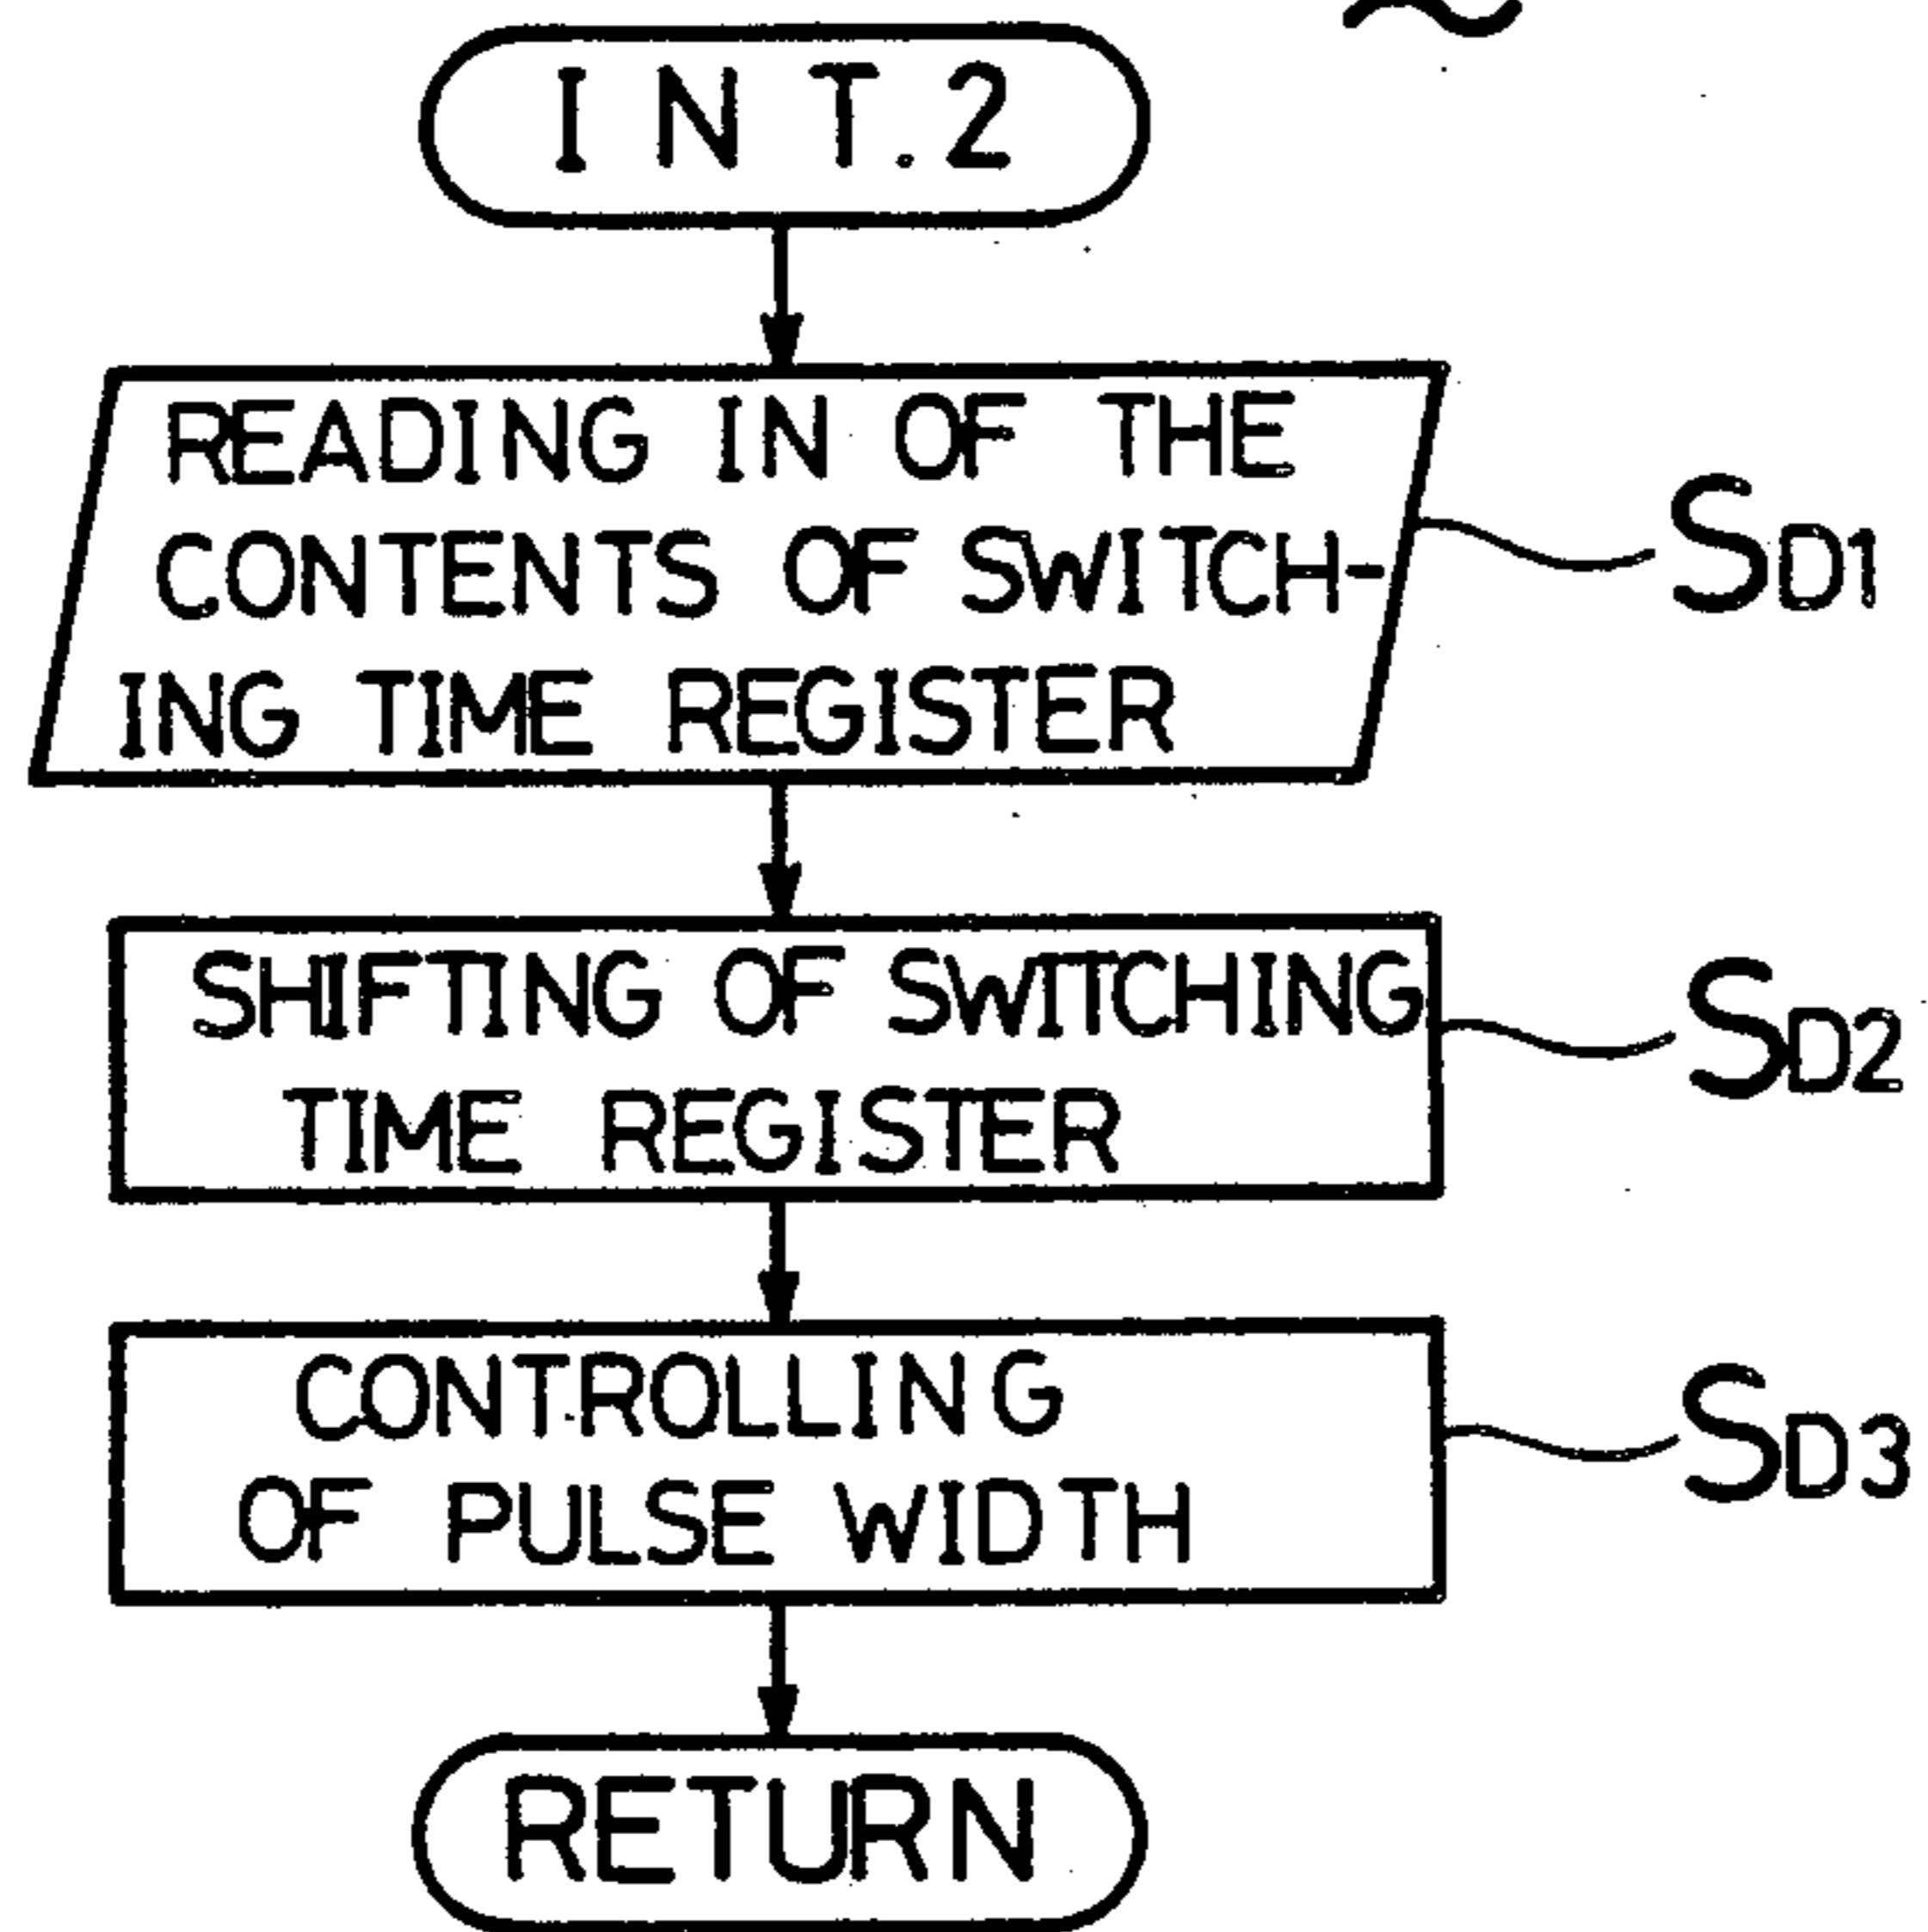 INT.2
READING IN OF THE
CONTENTS OF SWITCH-
ING TIME REGISTER
SD1
SHIFTING OF SWITCHING
TIME REGISTER
SD2
CONTROLLING
OF PULSE WIDTH
SD3
RETURN